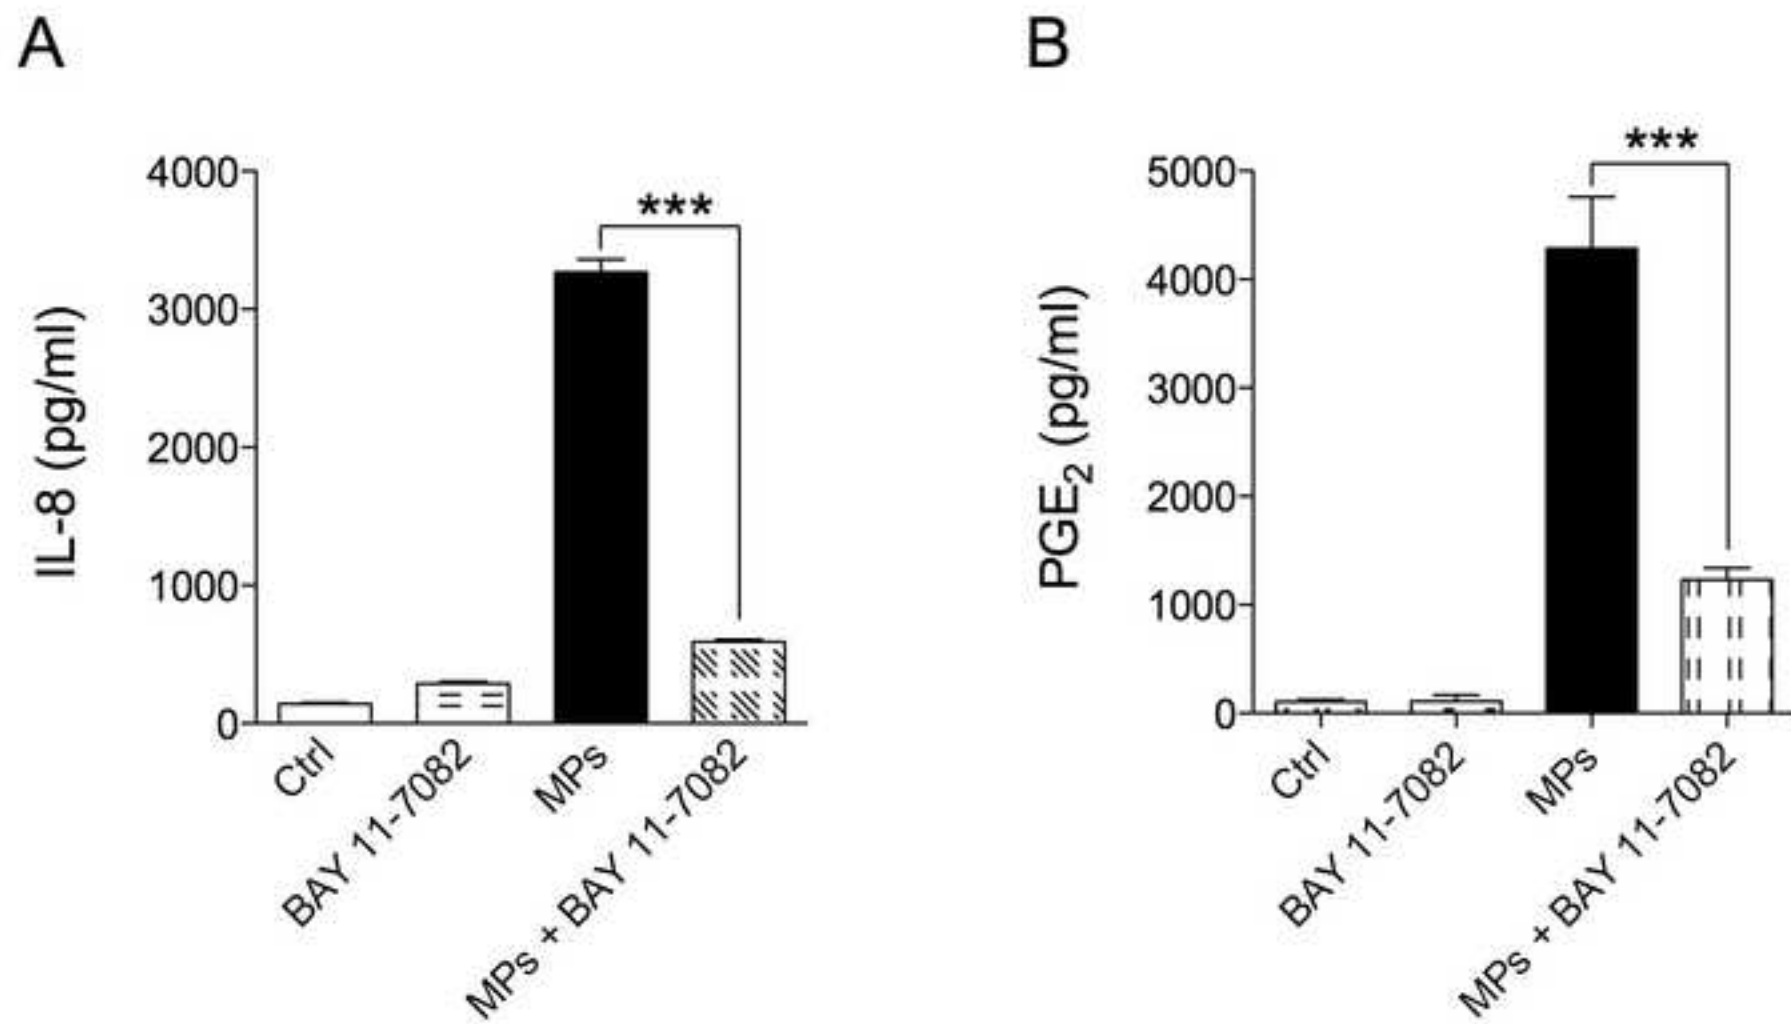 A
IL-8 (pg/ml)
4000
3000
2000
1000
0
***
Ctrl
BAY 11-7082
MPs
MPs + BAY 11-7082
B
PGE₂ (pg/ml)
5000
4000
3000
2000
1000
0
***
Ctrl
BAY 11-7082
MPs
MPs + BAY 11-7082